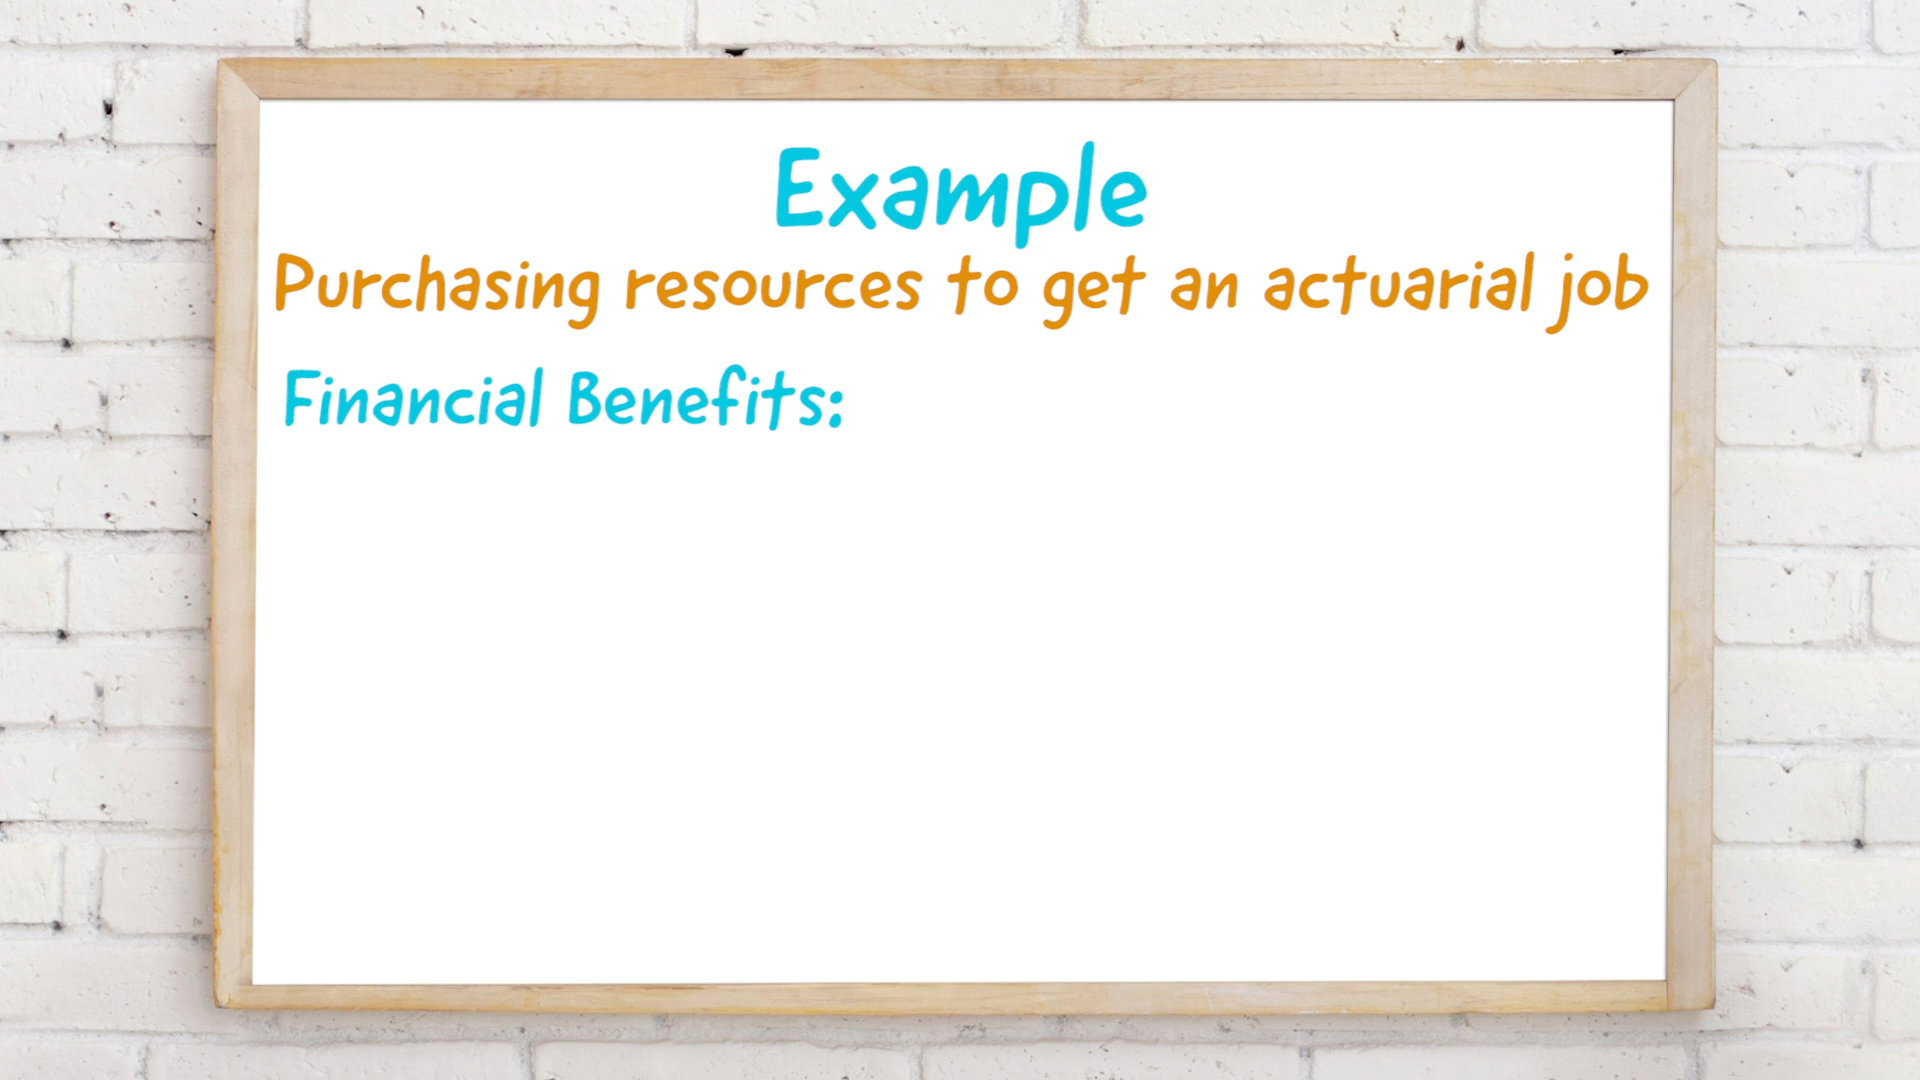 Example
Purchasing resources to get an actuarial job
Financial Benefits: